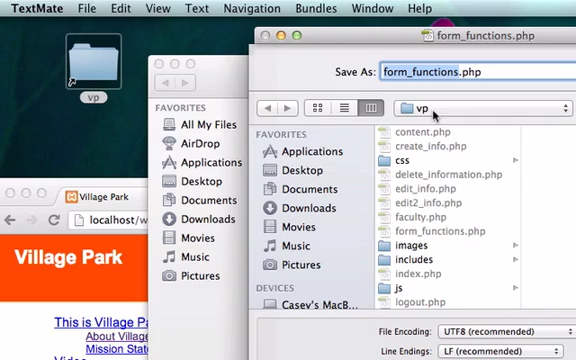 TextMate File Edit View Text Navigation Bundles Window Help
form_functions.php
Save As: form_functions.php
vp
vp
FAVORITES
All My Files
AirDrop
Applications
Desktop
Documents
Downloads
Movies
Music
Pictures
FAVORITES
Applications
Desktop
Documents
Downloads
Movies
Music
Pictures
DEVICES
Casey's MacB...
content.php
create_info.php
css
delete_information.php
edit_info.php
edit2_info.php
faculty.php
form_functions.php
images
includes
index.php
js
logout.php
File Encoding: UTF8 (recommended)
Line Endings: LF (recommended)
Village Park
localhost/w
Village Park
This is Village Pa
About Village
Mission State